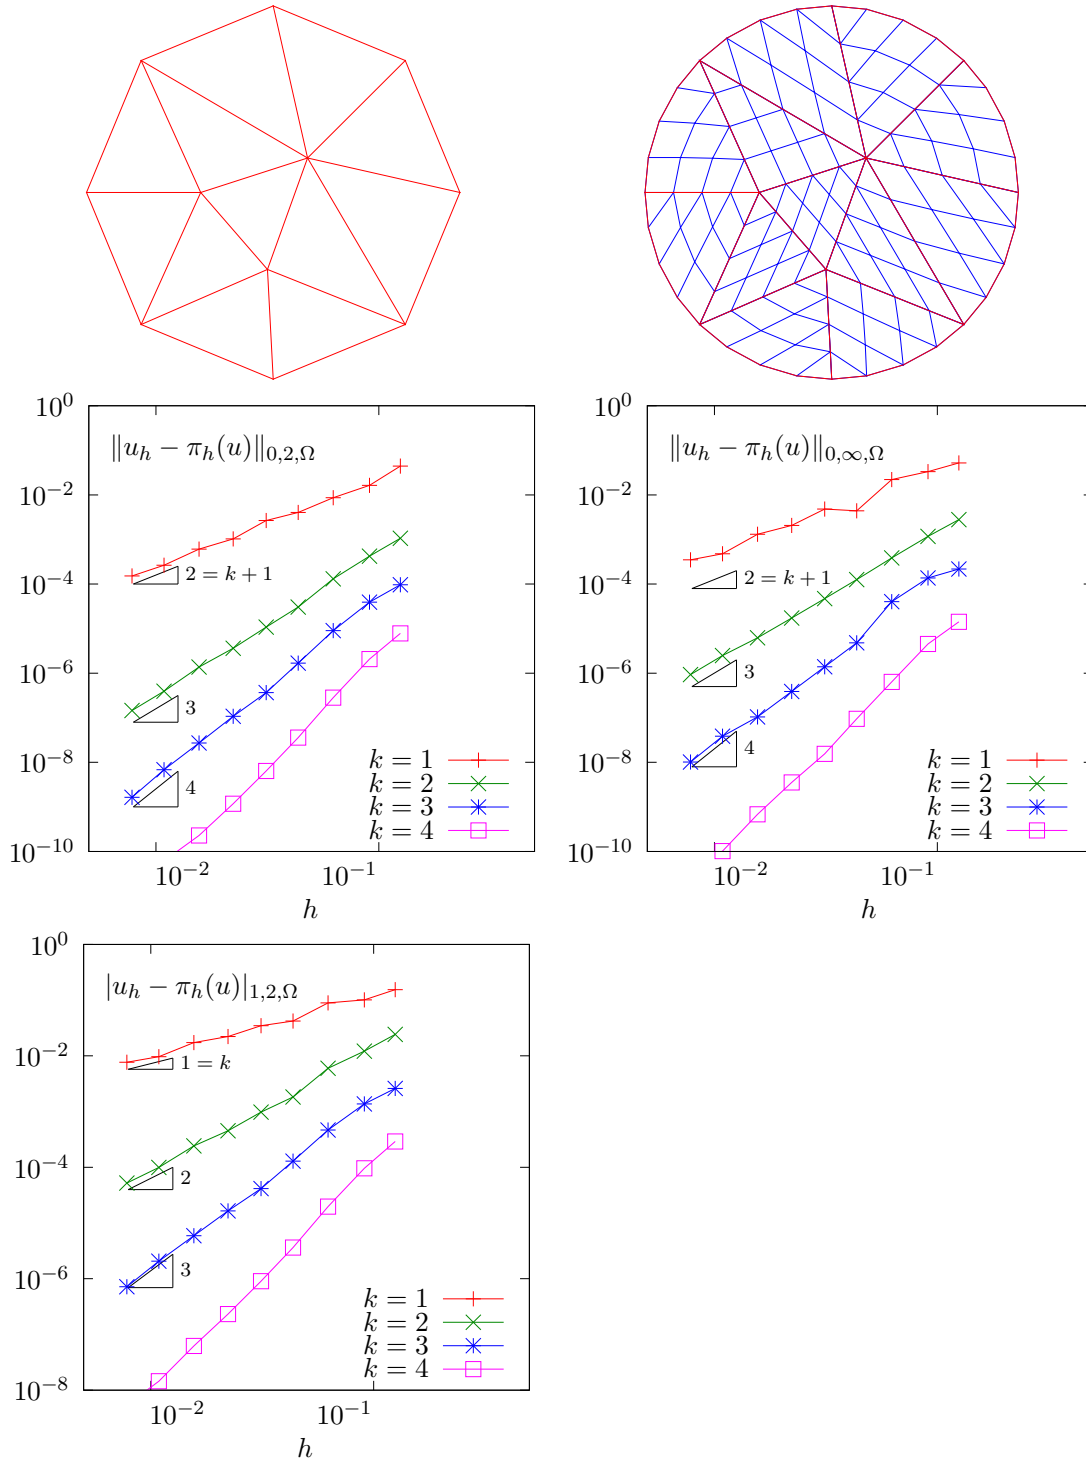 10^0
10^-2
10^-4
10^-6
10^-8
10^-10
‖u_h − π_h(u)‖_{0,2,Ω}
2 = k + 1
3
4
k = 1
k = 2
k = 3
k = 4
10^-2
10^-1
h
10^0
10^-2
10^-4
10^-6
10^-8
10^-10
‖u_h − π_h(u)‖_{0,∞,Ω}
2 = k + 1
3
4
k = 1
k = 2
k = 3
k = 4
10^-2
10^-1
h
10^0
10^-2
10^-4
10^-6
10^-8
|u_h − π_h(u)|_{1,2,Ω}
1 = k
2
3
k = 1
k = 2
k = 3
k = 4
10^-2
10^-1
h